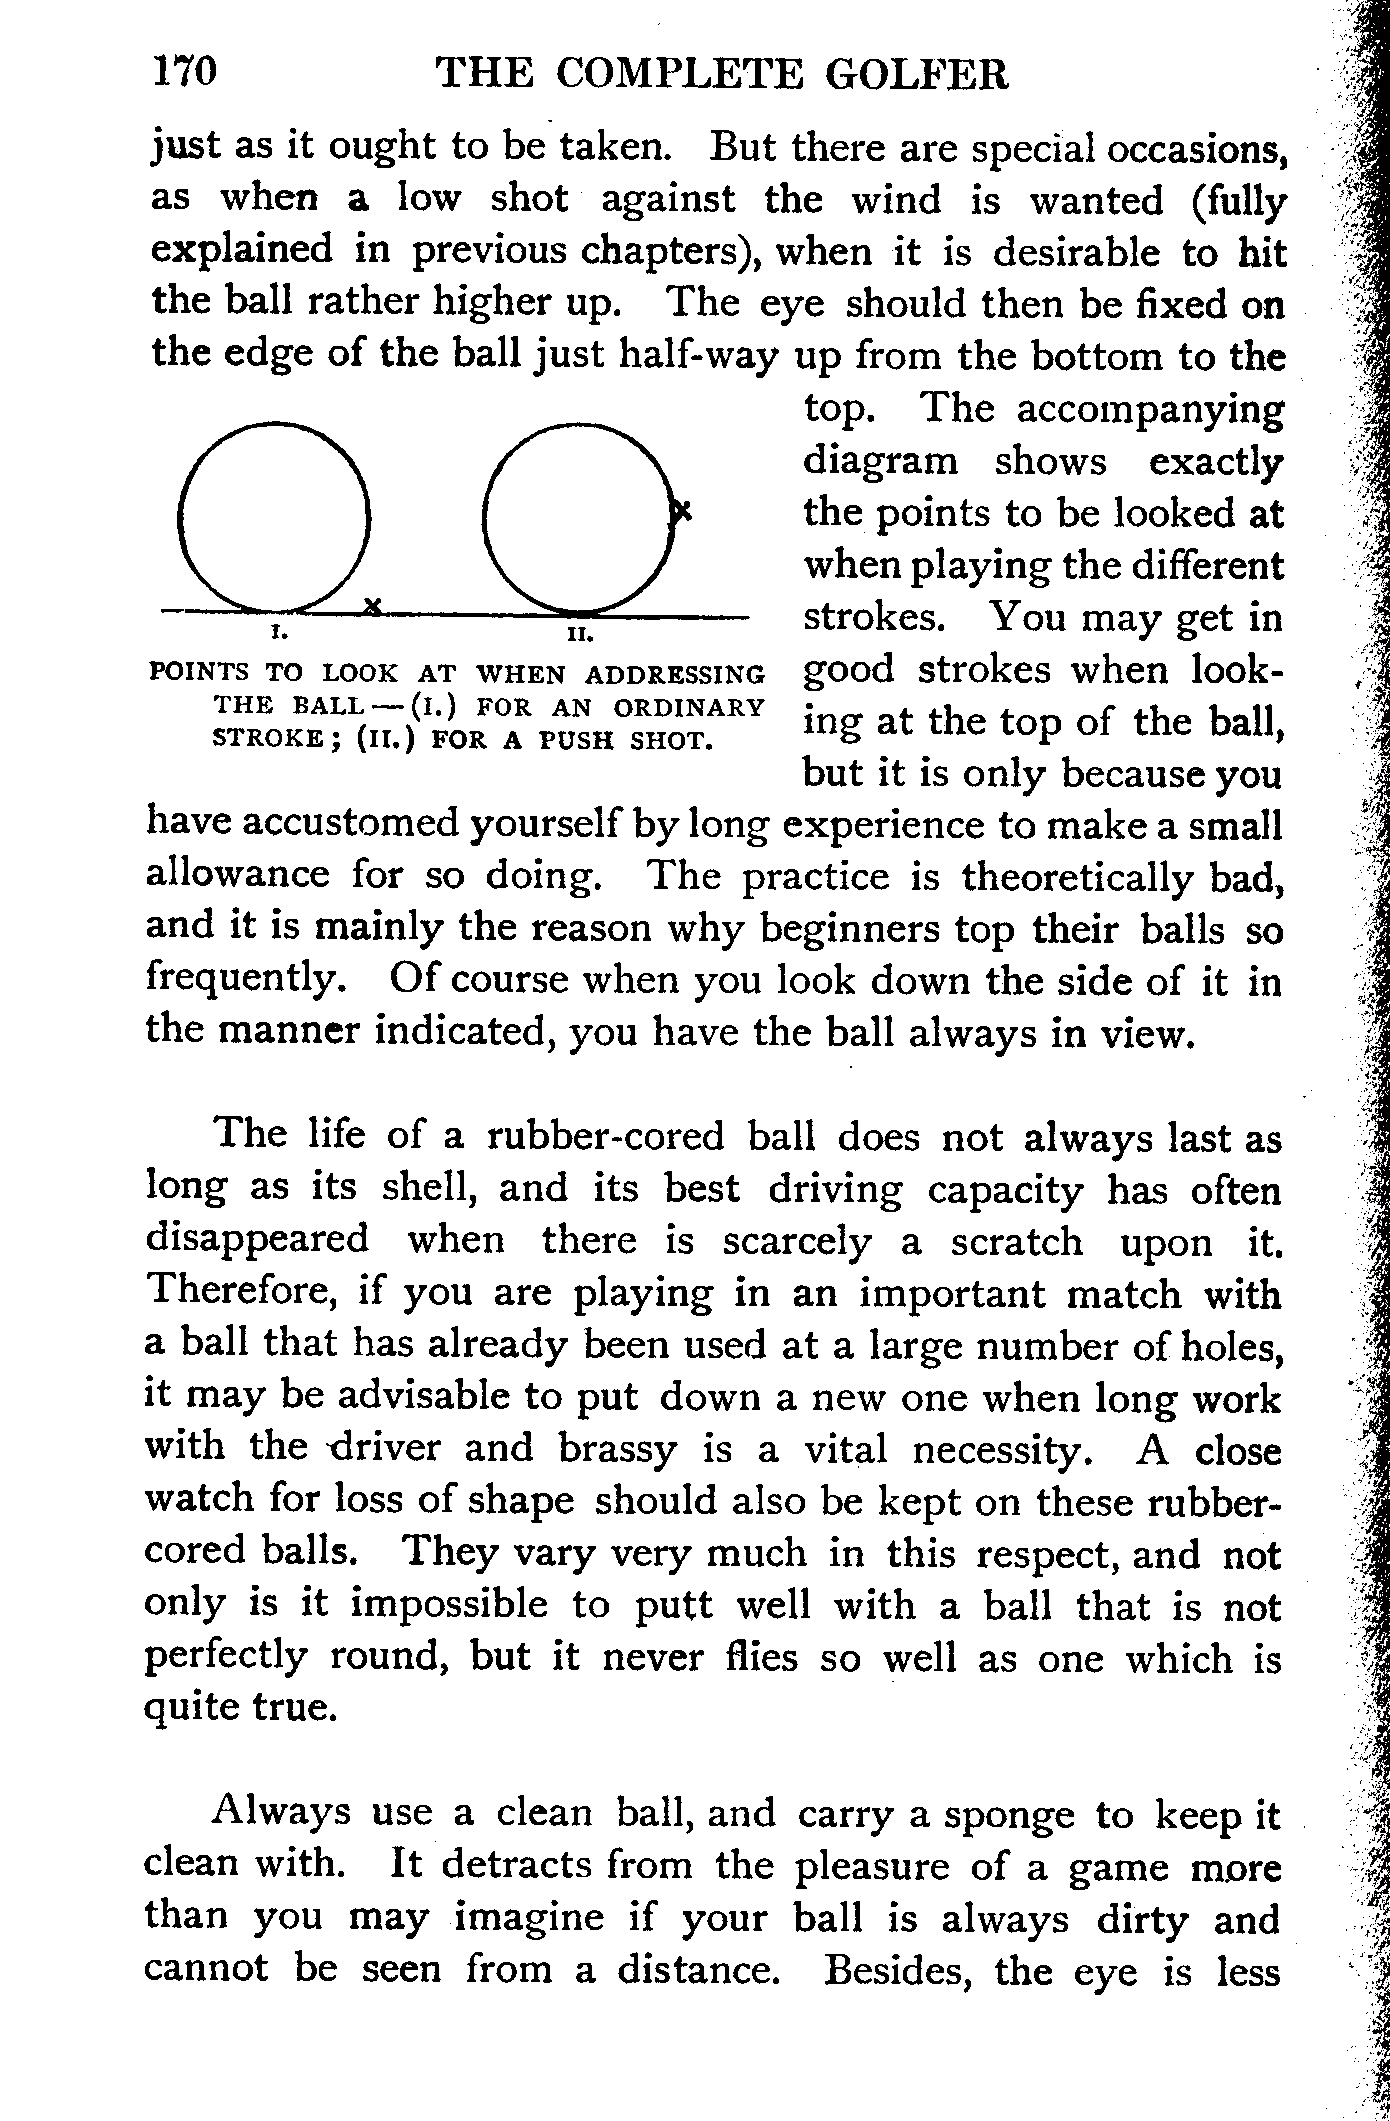 170 THE COMPLETE GOLFER
just as it ought to be taken. But there are special occasions,
as when a low shot against the wind is wanted (fully
explained in previous chapters), when it is desirable to hit
the ball rather higher up. The eye should then be fixed on
the edge of the ball just half-way up from the bottom to the
top. The accompanying
diagram shows exactly
the points to be looked at
when playing the different
strokes. You may get in
good strokes when look-
ing at the top of the ball,
but it is only because you
I. II.
POINTS TO LOOK AT WHEN ADDRESSING
THE BALL—(I.) FOR AN ORDINARY
STROKE; (II.) FOR A PUSH SHOT.
have accustomed yourself by long experience to make a small
allowance for so doing. The practice is theoretically bad,
and it is mainly the reason why beginners top their balls so
frequently. Of course when you look down the side of it in
the manner indicated, you have the ball always in view.
The life of a rubber-cored ball does not always last as
long as its shell, and its best driving capacity has often
disappeared when there is scarcely a scratch upon it.
Therefore, if you are playing in an important match with
a ball that has already been used at a large number of holes,
it may be advisable to put down a new one when long work
with the driver and brassy is a vital necessity. A close
watch for loss of shape should also be kept on these rubber-
cored balls. They vary very much in this respect, and not
only is it impossible to putt well with a ball that is not
perfectly round, but it never flies so well as one which is
quite true.
Always use a clean ball, and carry a sponge to keep it
clean with. It detracts from the pleasure of a game more
than you may imagine if your ball is always dirty and
cannot be seen from a distance. Besides, the eye is less